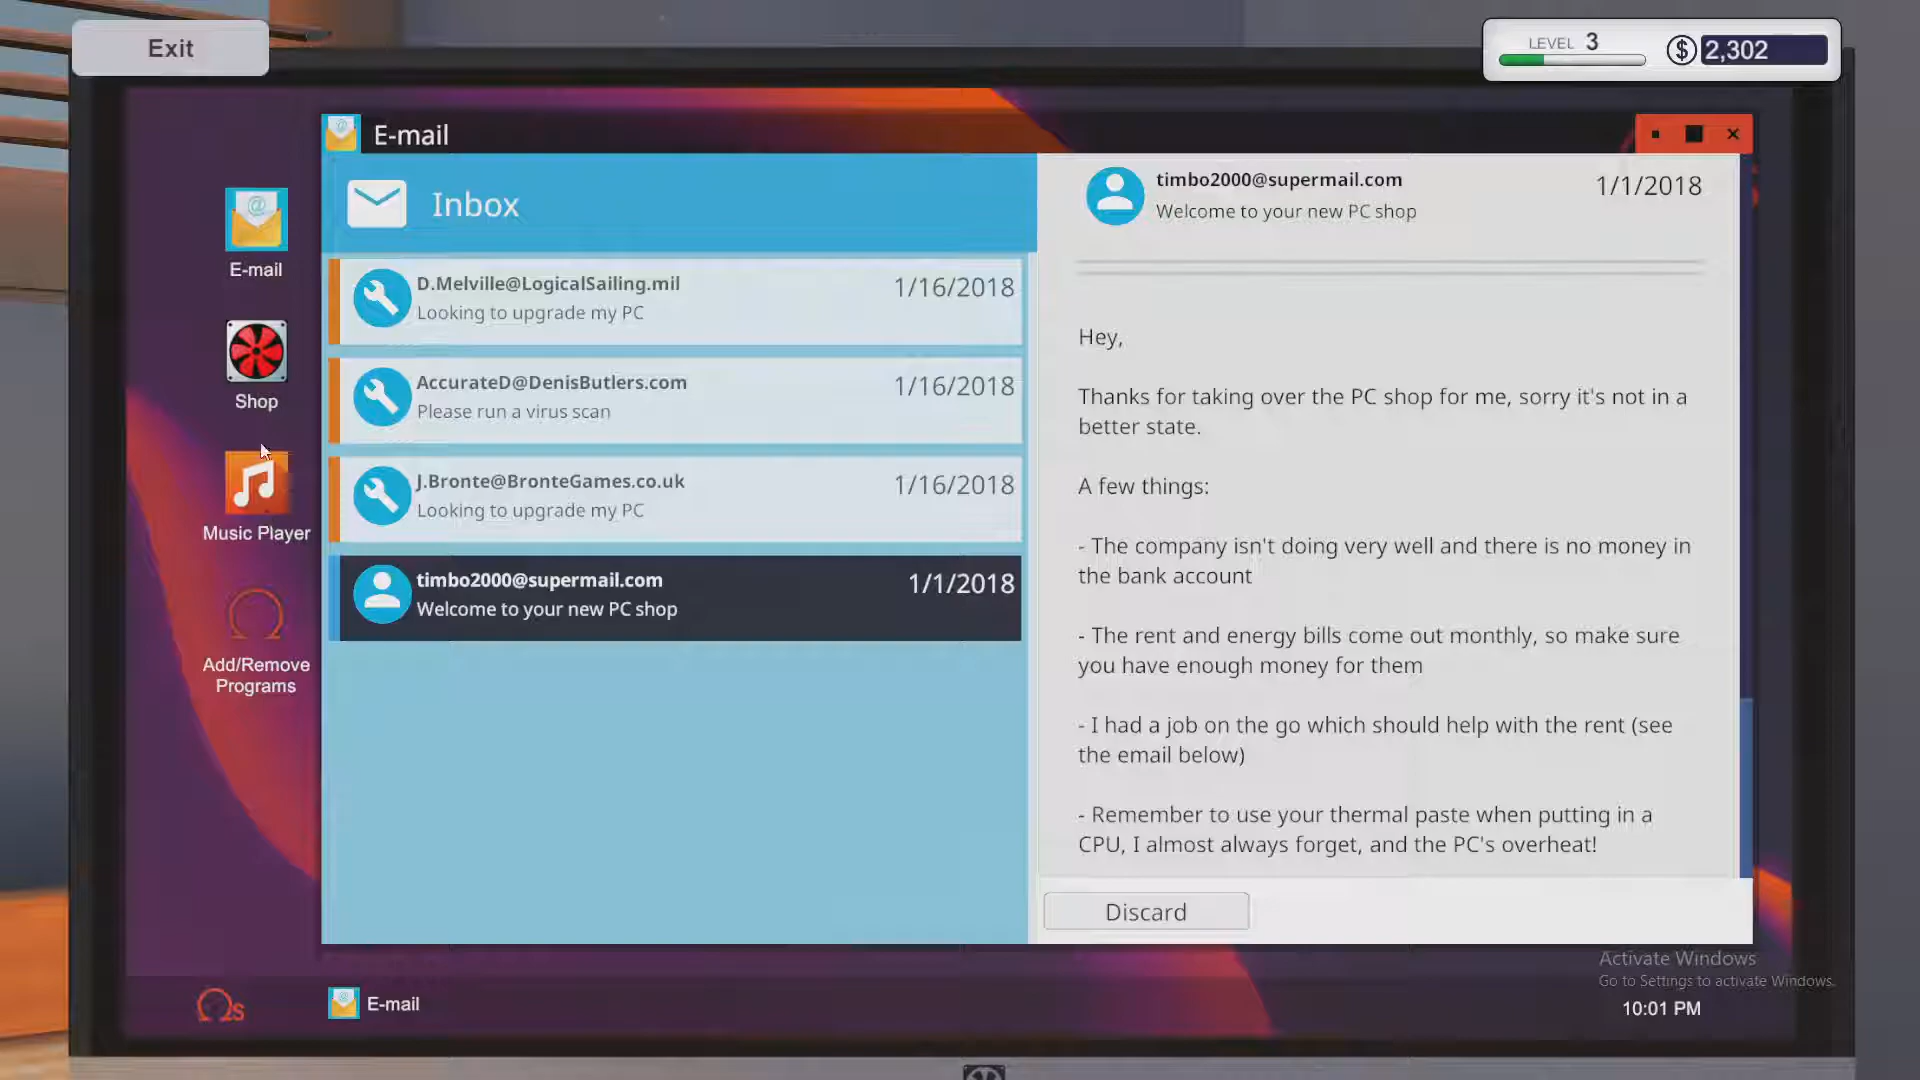 Exit
LEVEL 3
$ 2,302
E-mail
E-mail
Shop
Music Player
Add/Remove
Programs
Inbox
D.Melville@LogicalSailing.mil
1/16/2018
Looking to upgrade my PC
AccurateD@DenisButlers.com
1/16/2018
Please run a virus scan
J.Bronte@BronteGames.co.uk
1/16/2018
Looking to upgrade my PC
timbo2000@supermail.com
1/1/2018
Welcome to your new PC shop
timbo2000@supermail.com
1/1/2018
Welcome to your new PC shop
Hey,
Thanks for taking over the PC shop for me, sorry it's not in a
better state.
A few things:
- The company isn't doing very well and there is no money in
the bank account
- The rent and energy bills come out monthly, so make sure
you have enough money for them
- I had a job on the go which should help with the rent (see
the email below)
- Remember to use your thermal paste when putting in a
CPU, I almost always forget, and the PC's overheat!
Discard
Activate Windows
Go to Settings to activate Windows.
Ωs
E-mail
10:01 PM